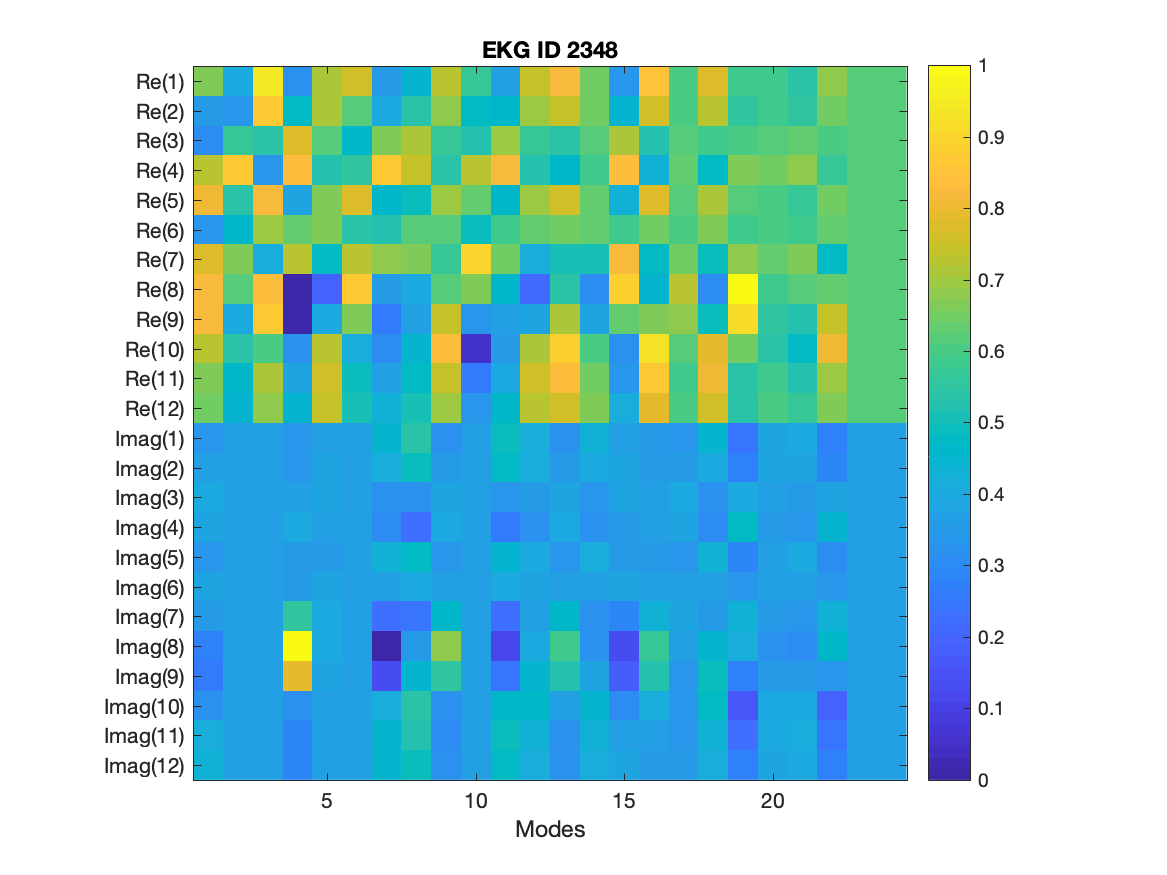 EKG ID 2348
Re(1)
Re(2)
Re(3)
Re(4)
Re(5)
Re(6)
Re(7)
Re(8)
Re(9)
Re(10)
Re(11)
Re(12)
Imag(1)
Imag(2)
Imag(3)
Imag(4)
Imag(5)
Imag(6)
Imag(7)
Imag(8)
Imag(9)
Imag(10)
Imag(11)
Imag(12)
5 10 15 20
Modes
1
0.9
0.8
0.7
0.6
0.5
0.4
0.3
0.2
0.1
0